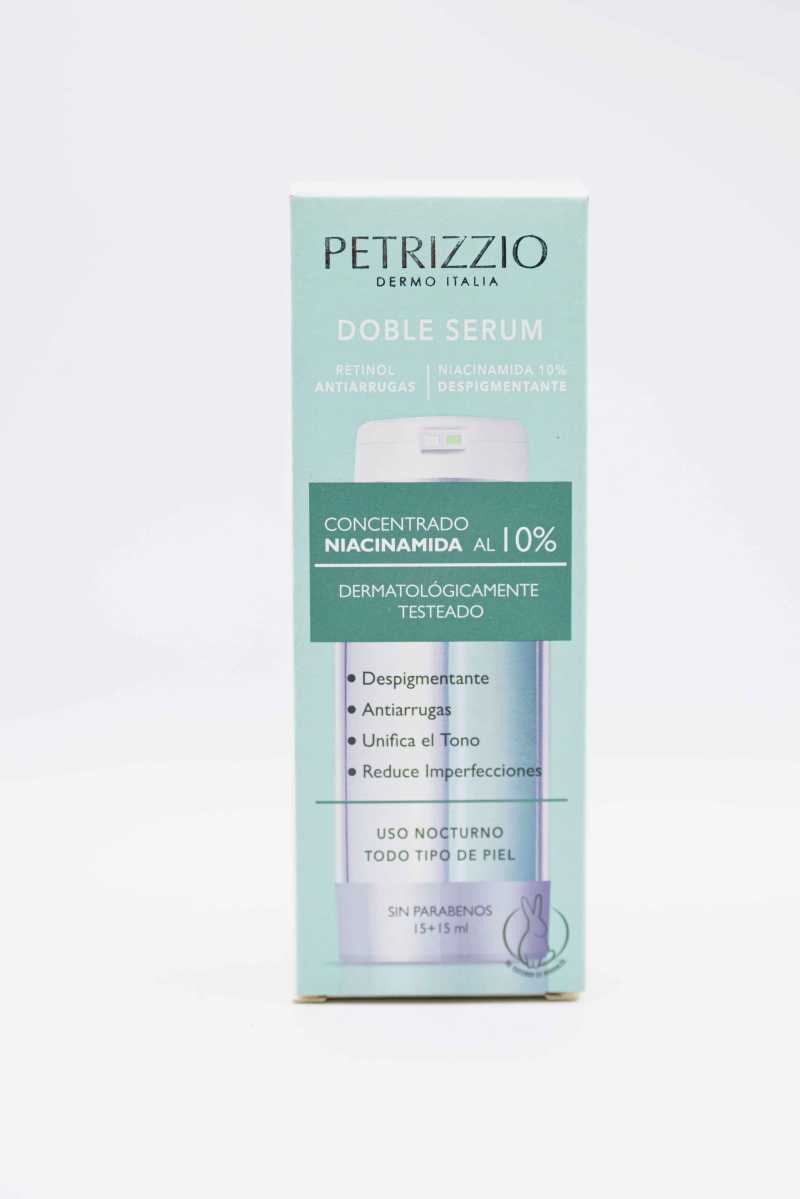 PETRIZZIO
DERMO ITALIA
DOBLE SERUM
RETINOL
ANTIARRUGAS
NIACINAMIDA 10%
DESPIGMENTANTE
CONCENTRADO
NIACINAMIDA AL 10%
DERMATOLÓGICAMENTE
TESTEADO
• Despigmentante
• Antiarrugas
• Unifica el Tono
• Reduce Imperfecciones
USO NOCTURNO
TODO TIPO DE PIEL
SIN PARABENOS
15+15 ml